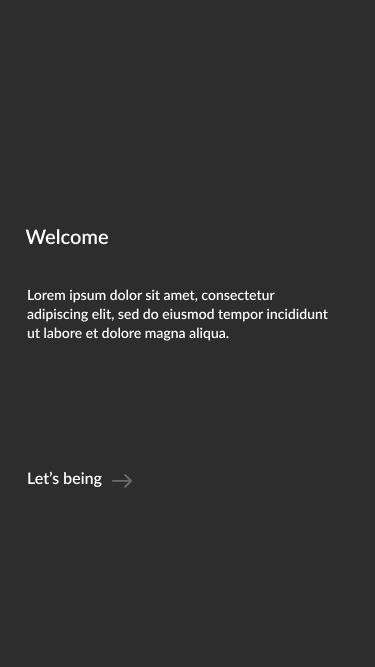 Welcome
Lorem ipsum dolor sit amet, consectetur
adipiscing elit, sed do eiusmod tempor incididunt
ut labore et dolore magna aliqua.
Let’s being